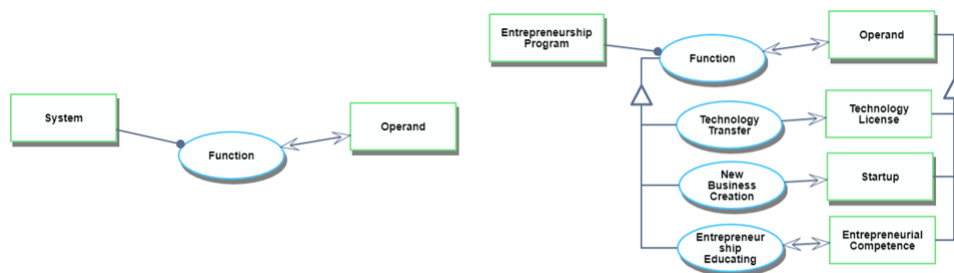 System
Function
Operand
Entrepreneurship
Program
Function
Operand
Technology
Transfer
Technology
License
New
Business
Creation
Startup
Entrepreneur
ship
Educating
Entrepreneurial
Competence